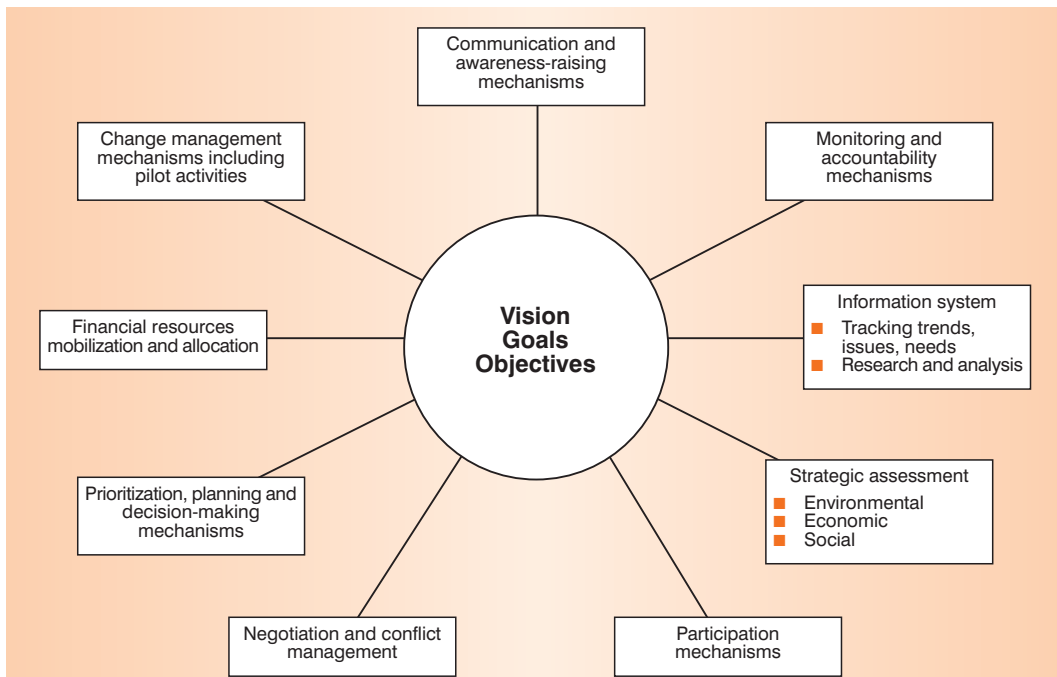 Communication and
awareness-raising
mechanisms
Change management
mechanisms including
pilot activities
Monitoring and
accountability
mechanisms
Vision
Goals
Objectives
Information system
Tracking trends,
issues, needs
Research and analysis
Financial resources
mobilization and allocation
Strategic assessment
Environmental
Economic
Social
Prioritization, planning and
decision-making
mechanisms
Negotiation and conflict
management
Participation
mechanisms